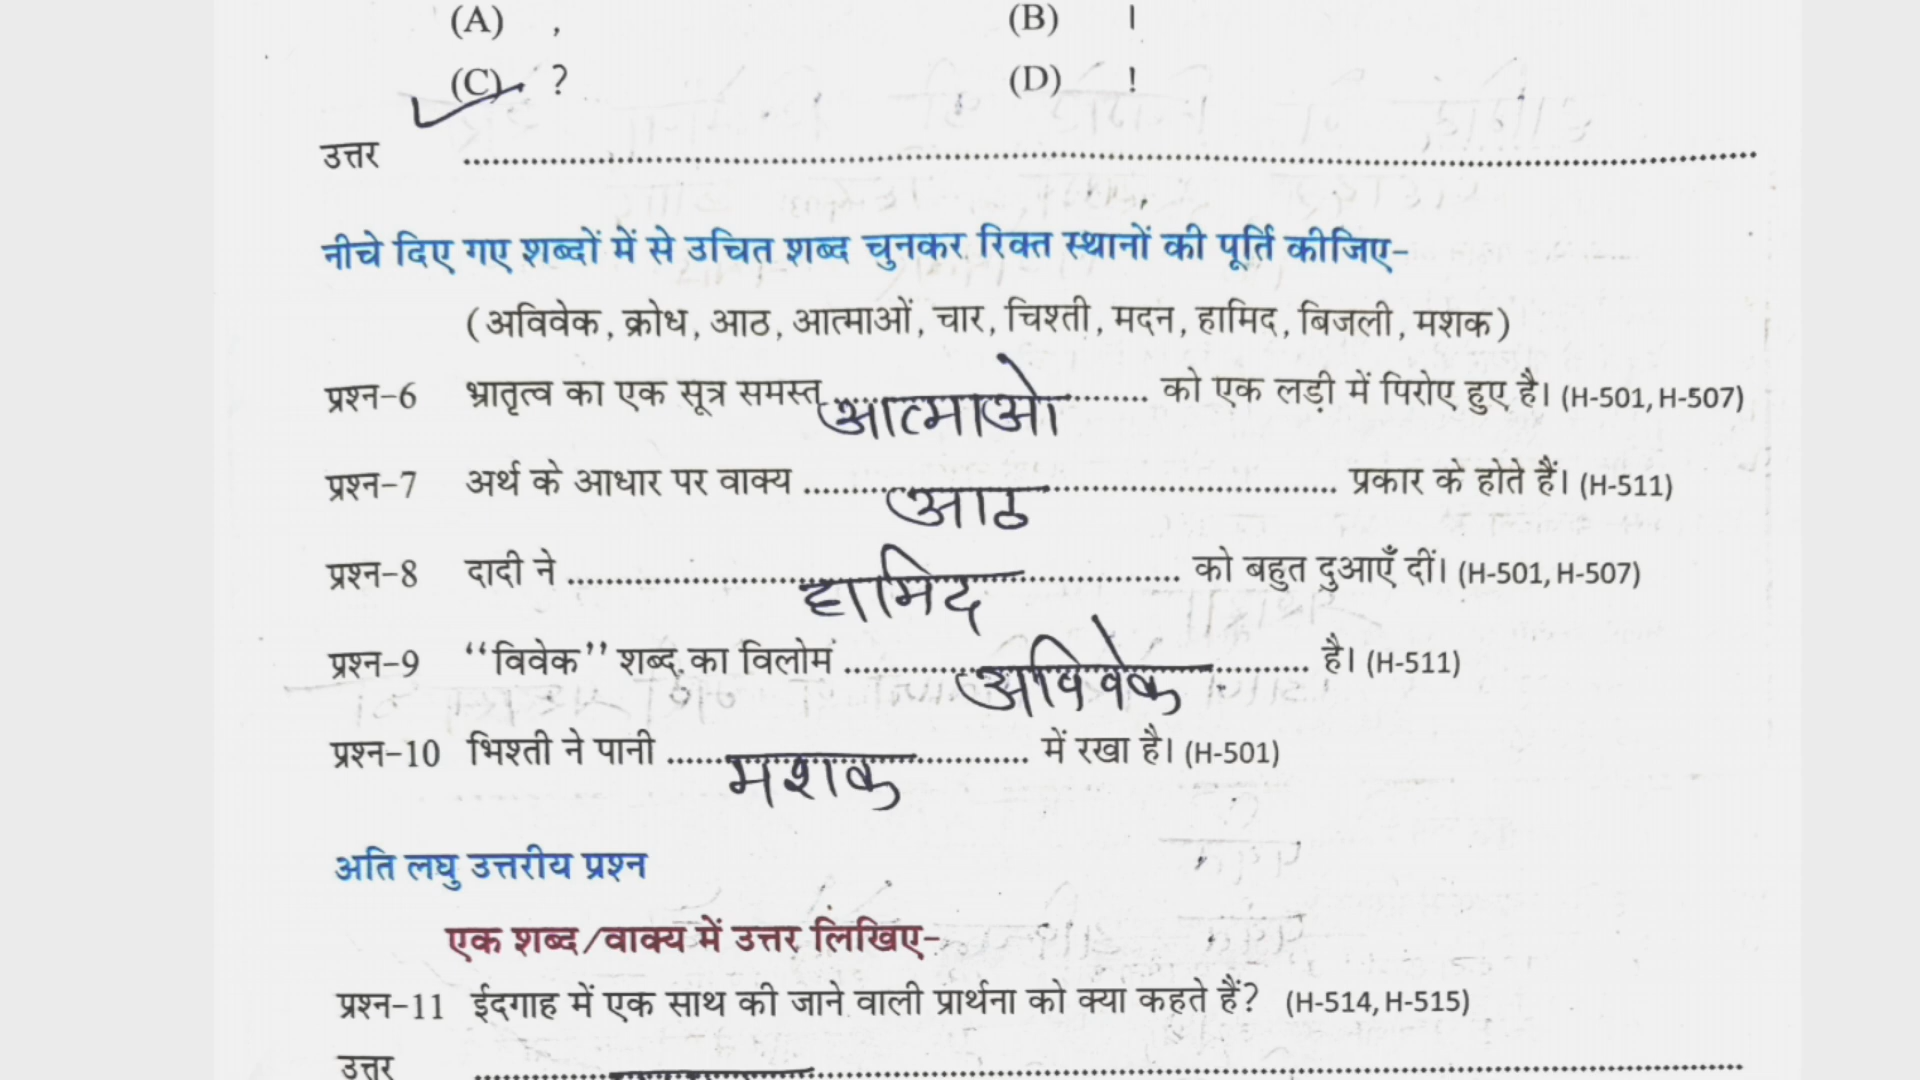 (A) , (B) ।
(C) ? (D) !
उत्तर
नीचे दिए गए शब्दों में से उचित शब्द चुनकर रिक्त स्थानों की पूर्ति कीजिए-
(अविवेक, क्रोध, आठ, आत्माओं, चार, चिश्ती, मदन, हामिद, बिजली, मशक)
प्रश्न-6 भ्रातृत्व का एक सूत्र समस्त आत्माओ को एक लड़ी में पिरोए हुए है। (H-501, H-507)
प्रश्न-7 अर्थ के आधार पर वाक्य आठ प्रकार के होते हैं। (H-511)
प्रश्न-8 दादी ने हामिद को बहुत दुआएँ दीं। (H-501, H-507)
प्रश्न-9 “विवेक” शब्द का विलोम अविवेक है। (H-511)
प्रश्न-10 भिश्ती ने पानी मशक में रखा है। (H-501)
अति लघु उत्तरीय प्रश्न
एक शब्द/वाक्य में उत्तर लिखिए-
प्रश्न-11 ईदगाह में एक साथ की जाने वाली प्रार्थना को क्या कहते हैं? (H-514, H-515)
उत्तर